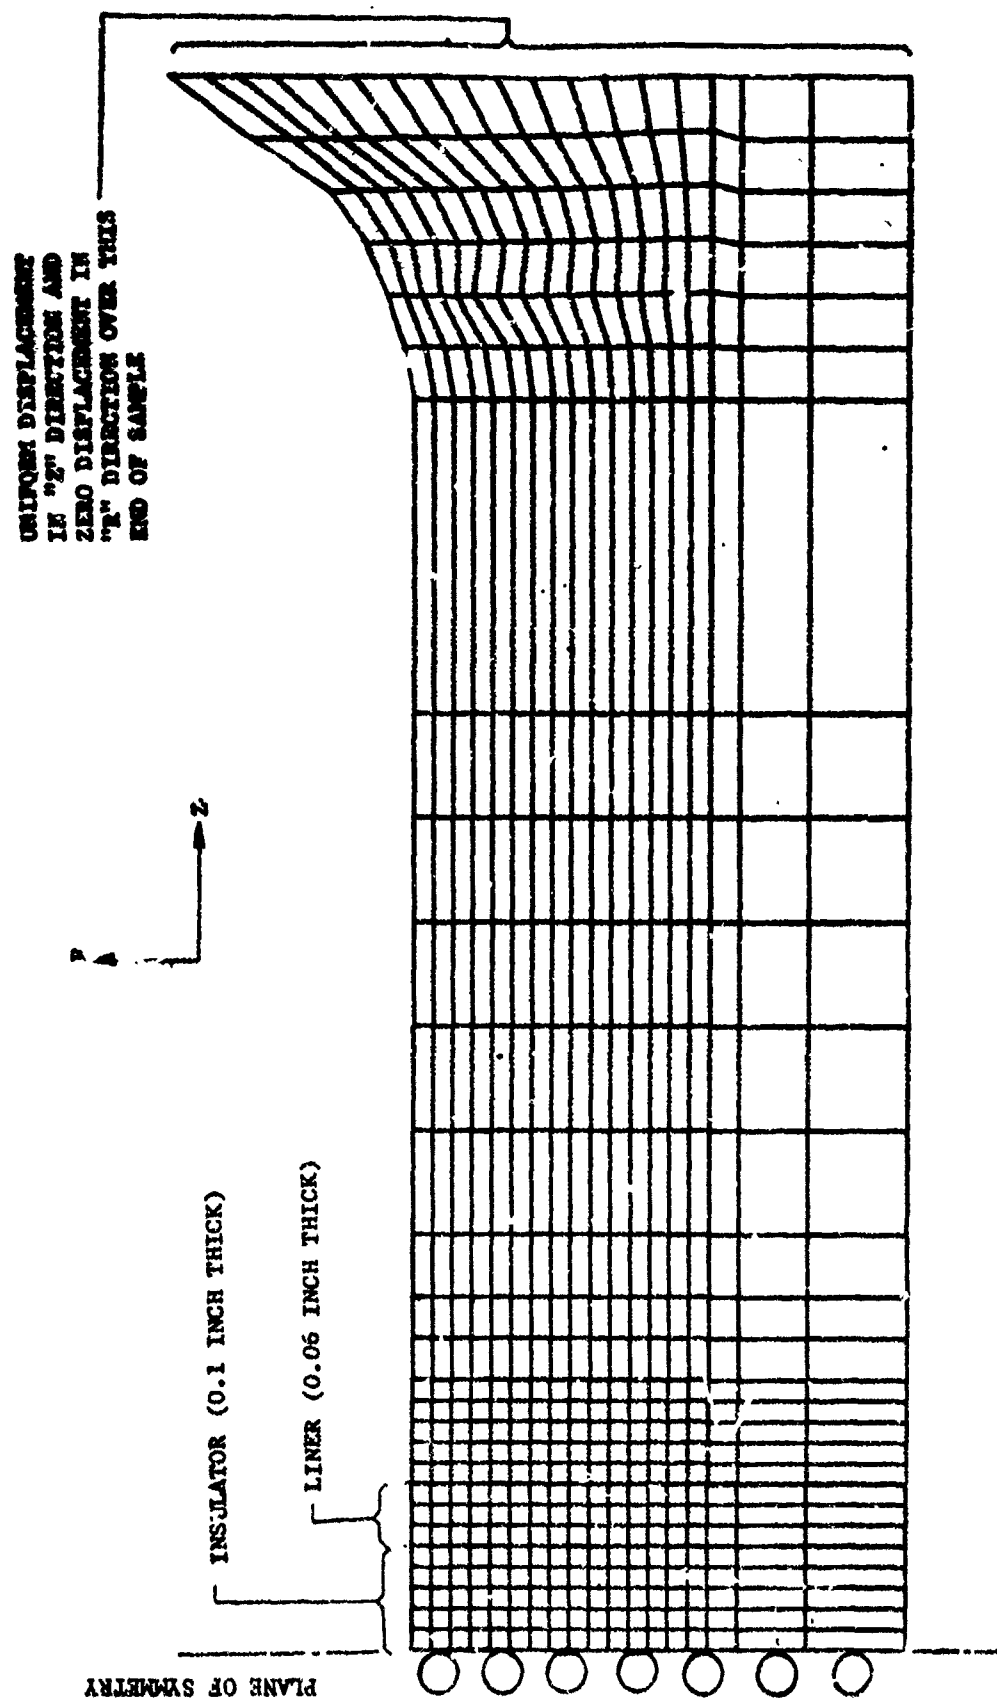 UNIFORM DISPLACEMENT
IN "Z" DIRECTION AND
ZERO DISPLACEMENT IN
"R" DIRECTION OVER THIS
END OF SAMPLE
Z
INSULATOR (0.1 INCH THICK)
LINER (0.06 INCH THICK)
PLANE OF SYMMETRY